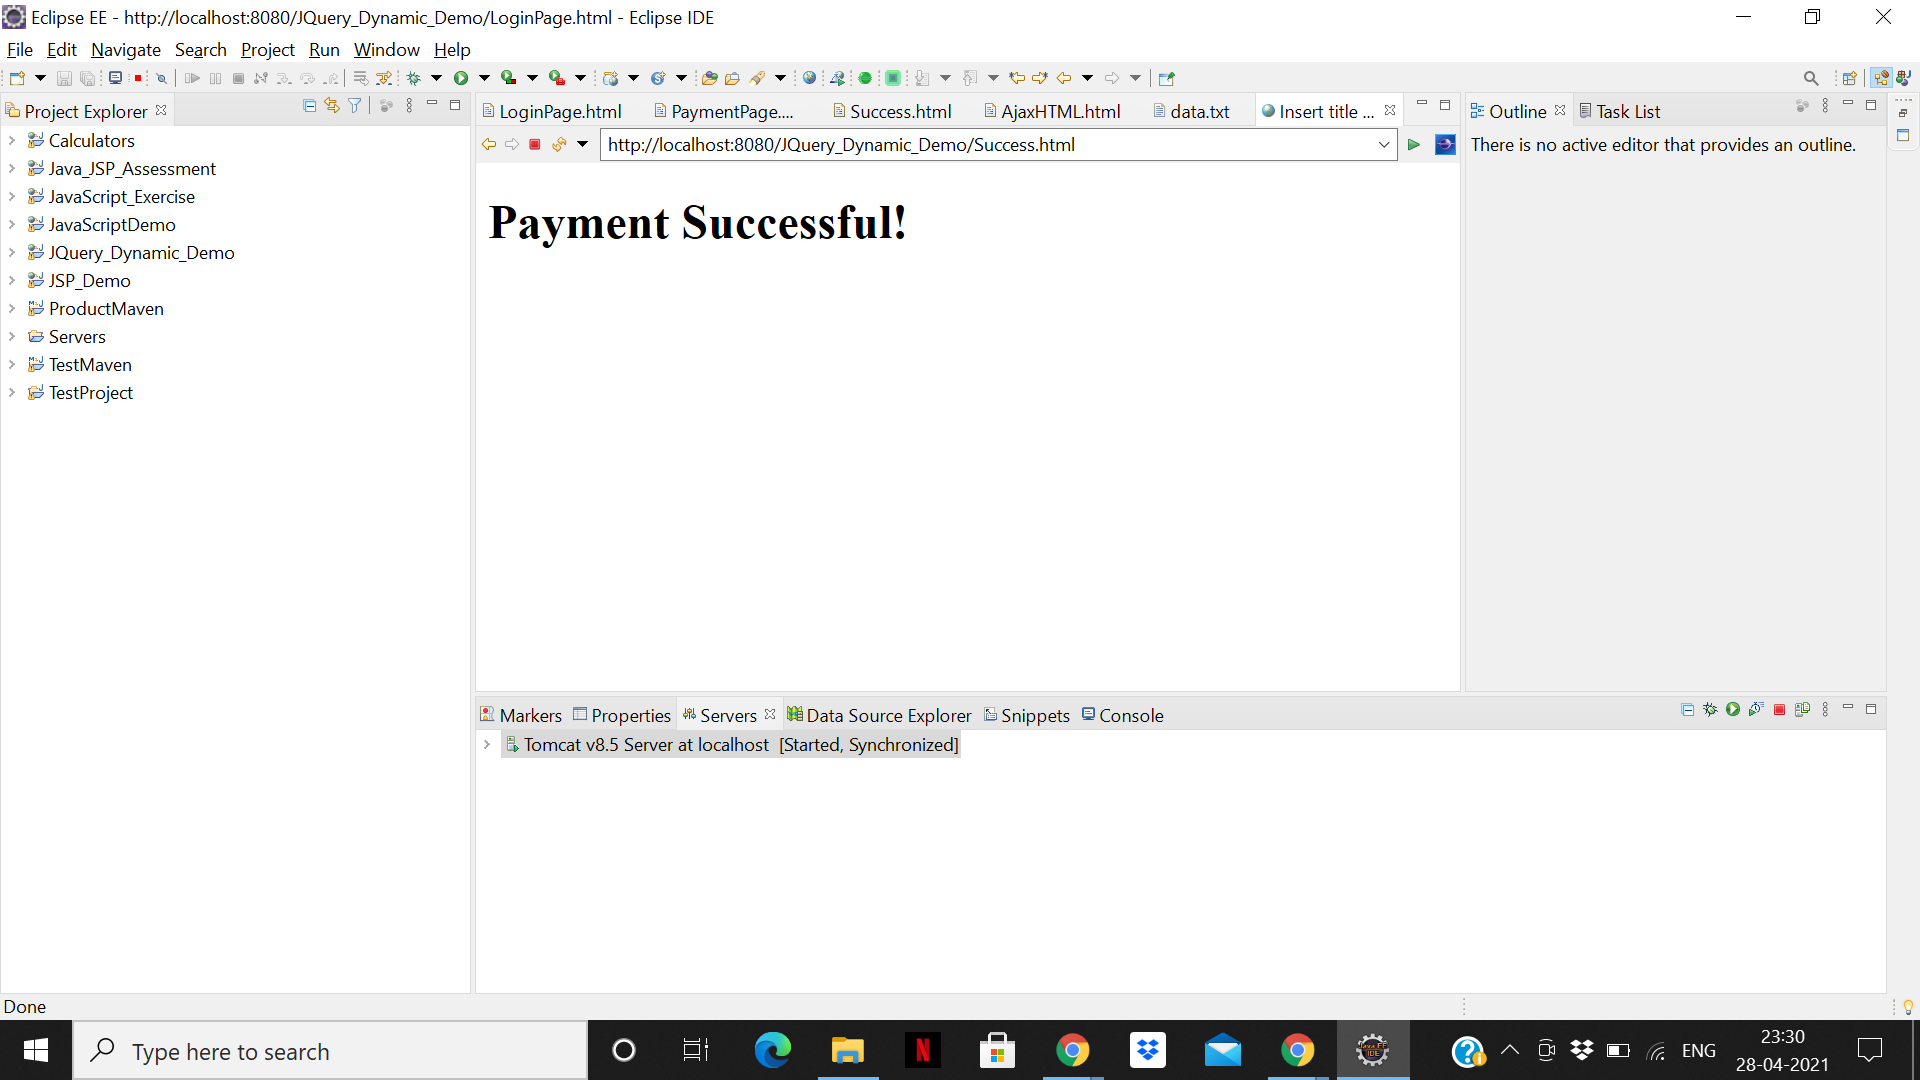 Eclipse EE - http://localhost:8080/JQuery_Dynamic_Demo/LoginPage.html - Eclipse IDE
File Edit Navigate Search Project Run Window Help
Project Explorer
Calculators
Java_JSP_Assessment
JavaScript_Exercise
JavaScriptDemo
JQuery_Dynamic_Demo
JSP_Demo
ProductMaven
Servers
TestMaven
TestProject
LoginPage.html PaymentPage.... Success.html AjaxHTML.html data.txt Insert title ...
http://localhost:8080/JQuery_Dynamic_Demo/Success.html
Payment Successful!
Outline Task List
There is no active editor that provides an outline.
Markers Properties Servers Data Source Explorer Snippets Console
Tomcat v8.5 Server at localhost [Started, Synchronized]
Done
Type here to search
N
Java EE
IDE
ENG
23:30
28-04-2021